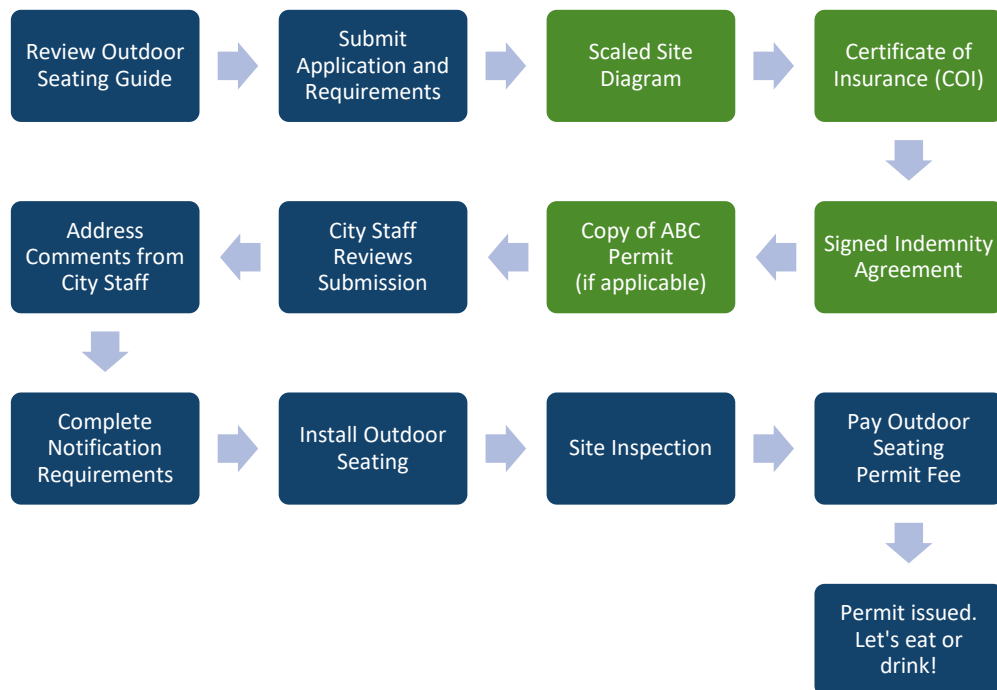 Review Outdoor
Seating Guide
Submit
Application and
Requirements
Scaled Site
Diagram
Certificate of
Insurance (COI)
Signed Indemnity
Agreement
Copy of ABC
Permit
(if applicable)
City Staff
Reviews
Submission
Address
Comments from
City Staff
Complete
Notification
Requirements
Install Outdoor
Seating
Site Inspection
Pay Outdoor
Seating
Permit Fee
Permit issued.
Let's eat or
drink!